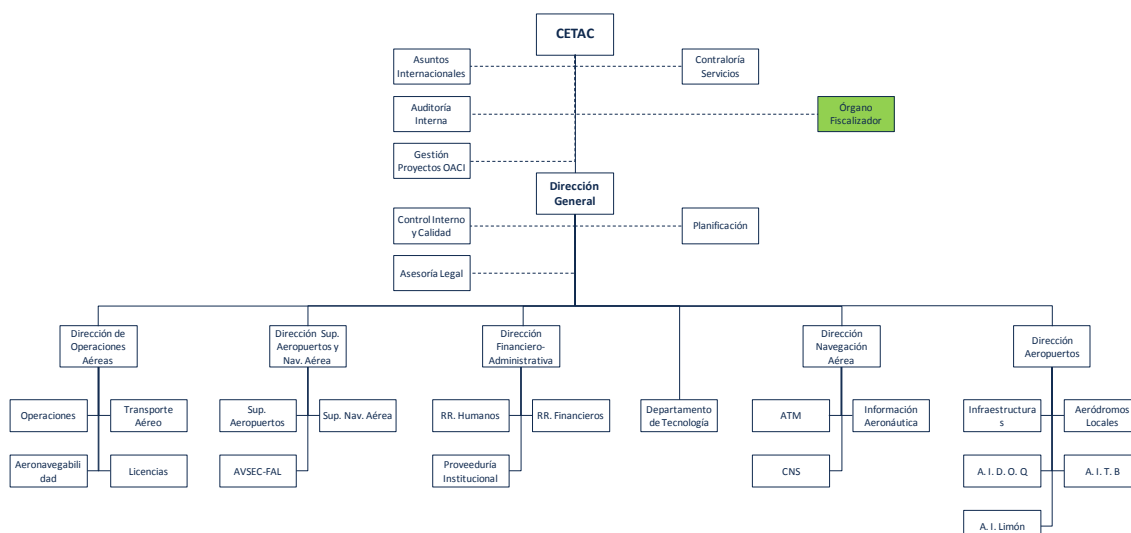 CETAC
Asuntos
Internacionales
Contraloría
Servicios
Auditoría
Interna
Órgano
Fiscalizador
Gestión
Proyectos OACI
Dirección
General
Control Interno
y Calidad
Planificación
Asesoría Legal
Dirección de
Operaciones
Aéreas
Dirección Sup.
Aeropuertos y
Nav. Aérea
Dirección
Financiero-
Administrativa
Dirección
Navegación
Aérea
Dirección
Aeropuertos
Operaciones
Transporte
Aéreo
Sup.
Aeropuertos
Sup. Nav. Aérea
RR. Humanos
RR. Financieros
Departamento
de Tecnología
ATM
Información
Aeronáutica
Infraestructura
s
Aeródromos
Locales
Aeronavegabili
dad
Licencias
AVSEC-FAL
Proveeduría
Institucional
CNS
A. I. D. O. Q
A. I. T. B
A. I. Limón